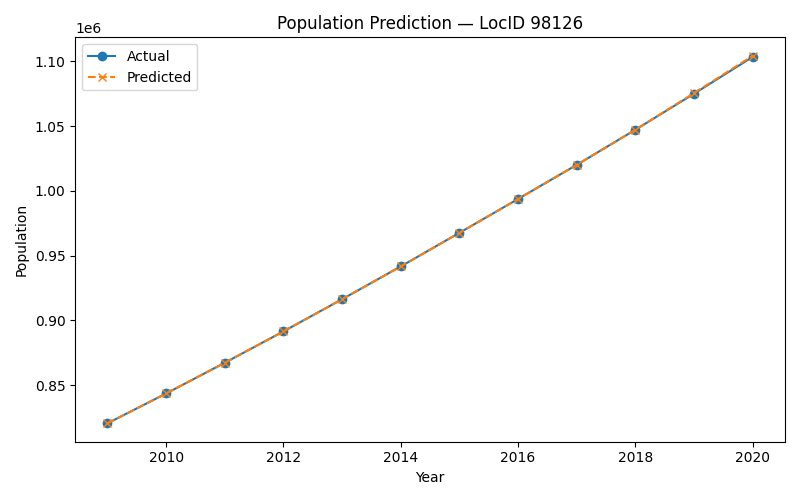 Population Prediction — LocID 98126
1e6
Actual
Predicted
1.10
1.05
1.00
0.95
0.90
0.85
Population
2010
2012
2014
2016
2018
2020
Year